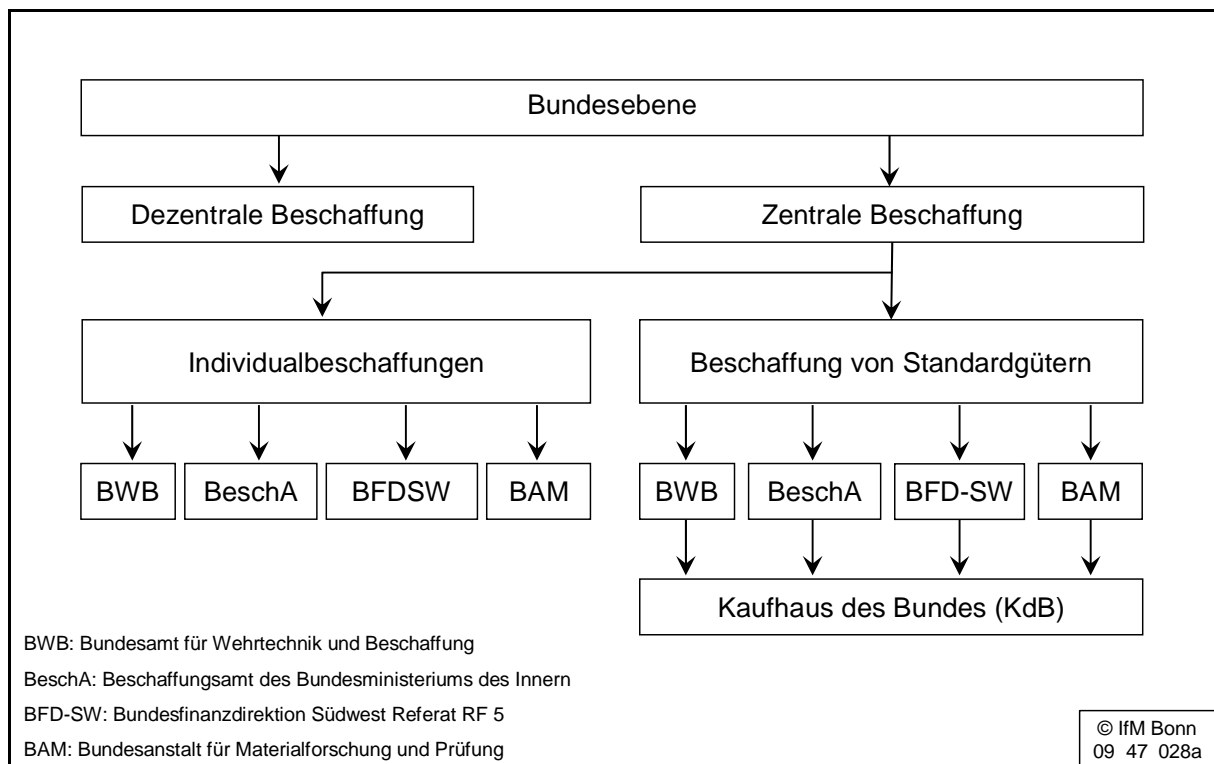 Bundesebene
Dezentrale Beschaffung
Zentrale Beschaffung
Individualbeschaffungen
Beschaffung von Standardgütern
BWB
BeschA
BFDSW
BAM
BWB
BeschA
BFD-SW
BAM
Kaufhaus des Bundes (KdB)
BWB: Bundesamt für Wehrtechnik und Beschaffung
BeschA: Beschaffungsamt des Bundesministeriums des Innern
BFD-SW: Bundesfinanzdirektion Südwest Referat RF 5
BAM: Bundesanstalt für Materialforschung und Prüfung
© IfM Bonn
09 47 028a